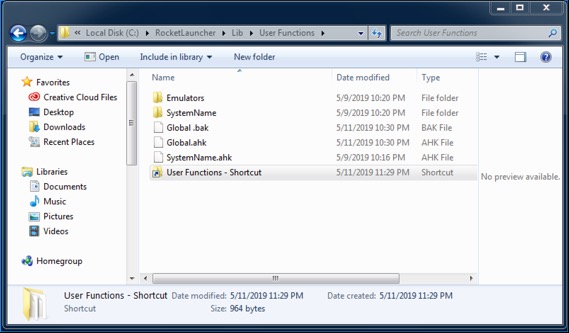 Local Disk (C:) ▸ RocketLauncher ▸ Lib ▸ User Functions ▸
Search User Functions
Organize Open Include in library New folder
Favorites
Creative Cloud Files
Desktop
Downloads
Recent Places
Libraries
Documents
Music
Pictures
Videos
Homegroup
Name Date modified Type
Emulators 5/9/2019 10:20 PM File folder
SystemName 5/9/2019 10:20 PM File folder
Global .bak 5/11/2019 10:30 PM BAK File
Global.ahk 5/11/2019 10:30 PM AHK File
SystemName.ahk 5/9/2019 10:16 PM AHK File
User Functions - Shortcut 5/11/2019 11:29 PM Shortcut
No preview available.
User Functions - Shortcut Date modified: 5/11/2019 11:29 PM Date created: 5/11/2019 11:29 PM
Shortcut Size: 964 bytes